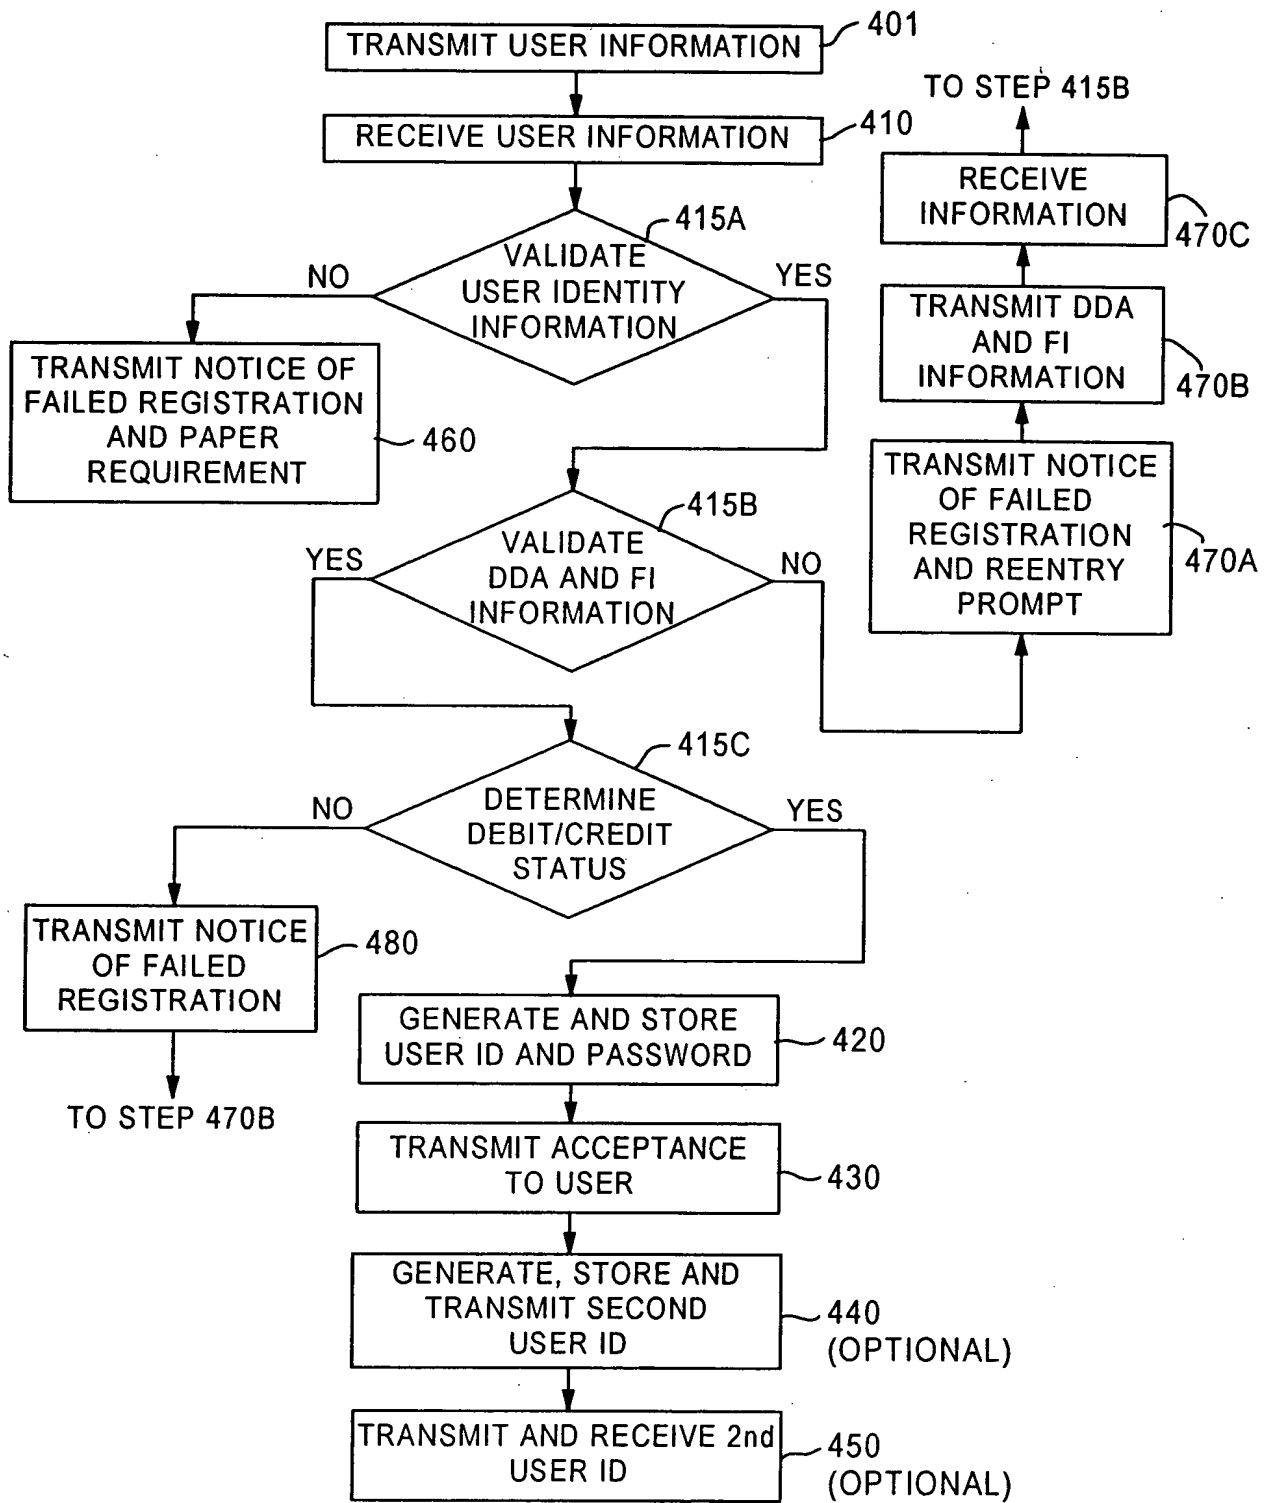 TRANSMIT USER INFORMATION
401
RECEIVE USER INFORMATION
410
415A
VALIDATE
USER IDENTITY
INFORMATION
NO
YES
TRANSMIT NOTICE OF
FAILED REGISTRATION
AND PAPER
REQUIREMENT
460
415B
VALIDATE
DDA AND FI
INFORMATION
YES
NO
TO STEP 415B
RECEIVE
INFORMATION
470C
TRANSMIT DDA
AND FI
INFORMATION
470B
TRANSMIT NOTICE
OF FAILED
REGISTRATION
AND REENTRY
PROMPT
470A
415C
DETERMINE
DEBIT/CREDIT
STATUS
NO
YES
TRANSMIT NOTICE
OF FAILED
REGISTRATION
480
TO STEP 470B
GENERATE AND STORE
USER ID AND PASSWORD
420
TRANSMIT ACCEPTANCE
TO USER
430
GENERATE, STORE AND
TRANSMIT SECOND
USER ID
440
(OPTIONAL)
TRANSMIT AND RECEIVE 2nd
USER ID
450
(OPTIONAL)